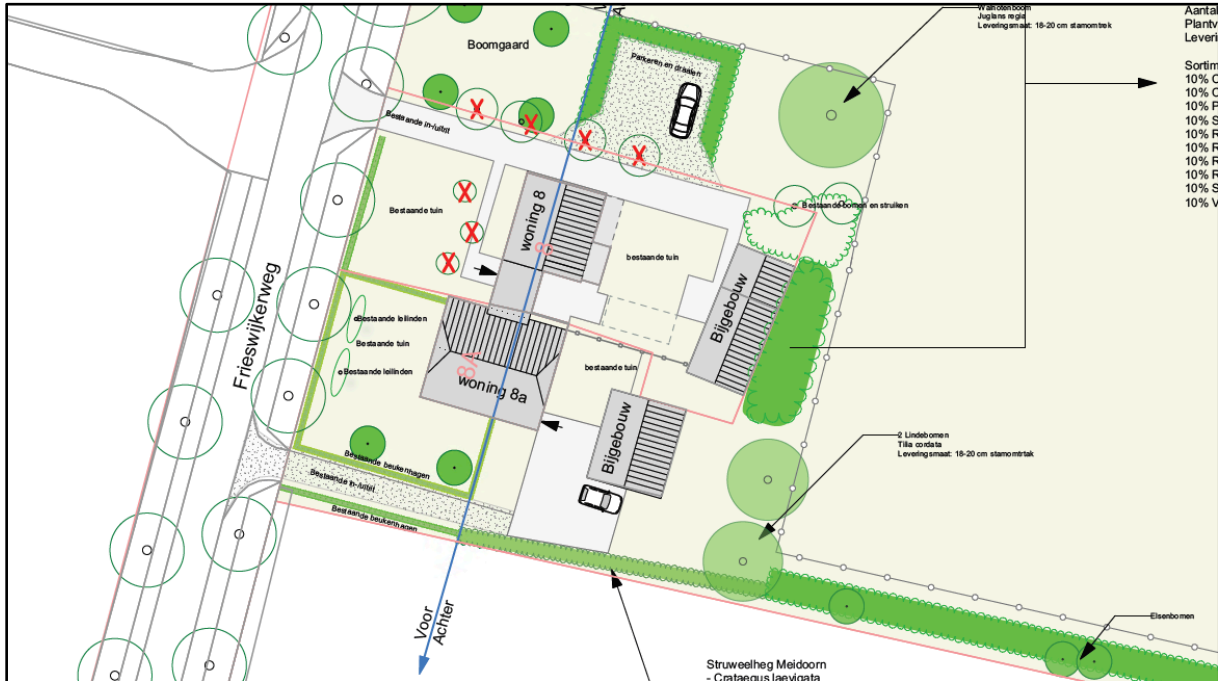 Walnotenboom
Juglans regia
Leveringsmaat: 18-20 cm stamomtrek
Aantal
Plantv
Leveri
Sortim
10% C
10% C
10% P
10% S
10% R
10% R
10% R
10% S
10% V
Boomgaard
Parkeren en draaien
Bestaande in-/uitrit
Bestaande tuin
woning 8
8
Bestaande bomen en struiken
bestaande tuin
Bijgebouw
Frieswijkerweg
Bestaande leilinden
Bestaande tuin
Bestaande leilinden
8A
woning 8a
bestaande tuin
Bijgebouw
2 Lindebomen
Tilia cordata
Leveringsmaat: 18-20 cm stamomtrtak
Bestaande beukenhagen
Bestaande in-/uitrit
Bestaande beukenhagen
Voor
Achter
Elsenbomen
Struweelheg Meidoorn
- Crataegus laevigata